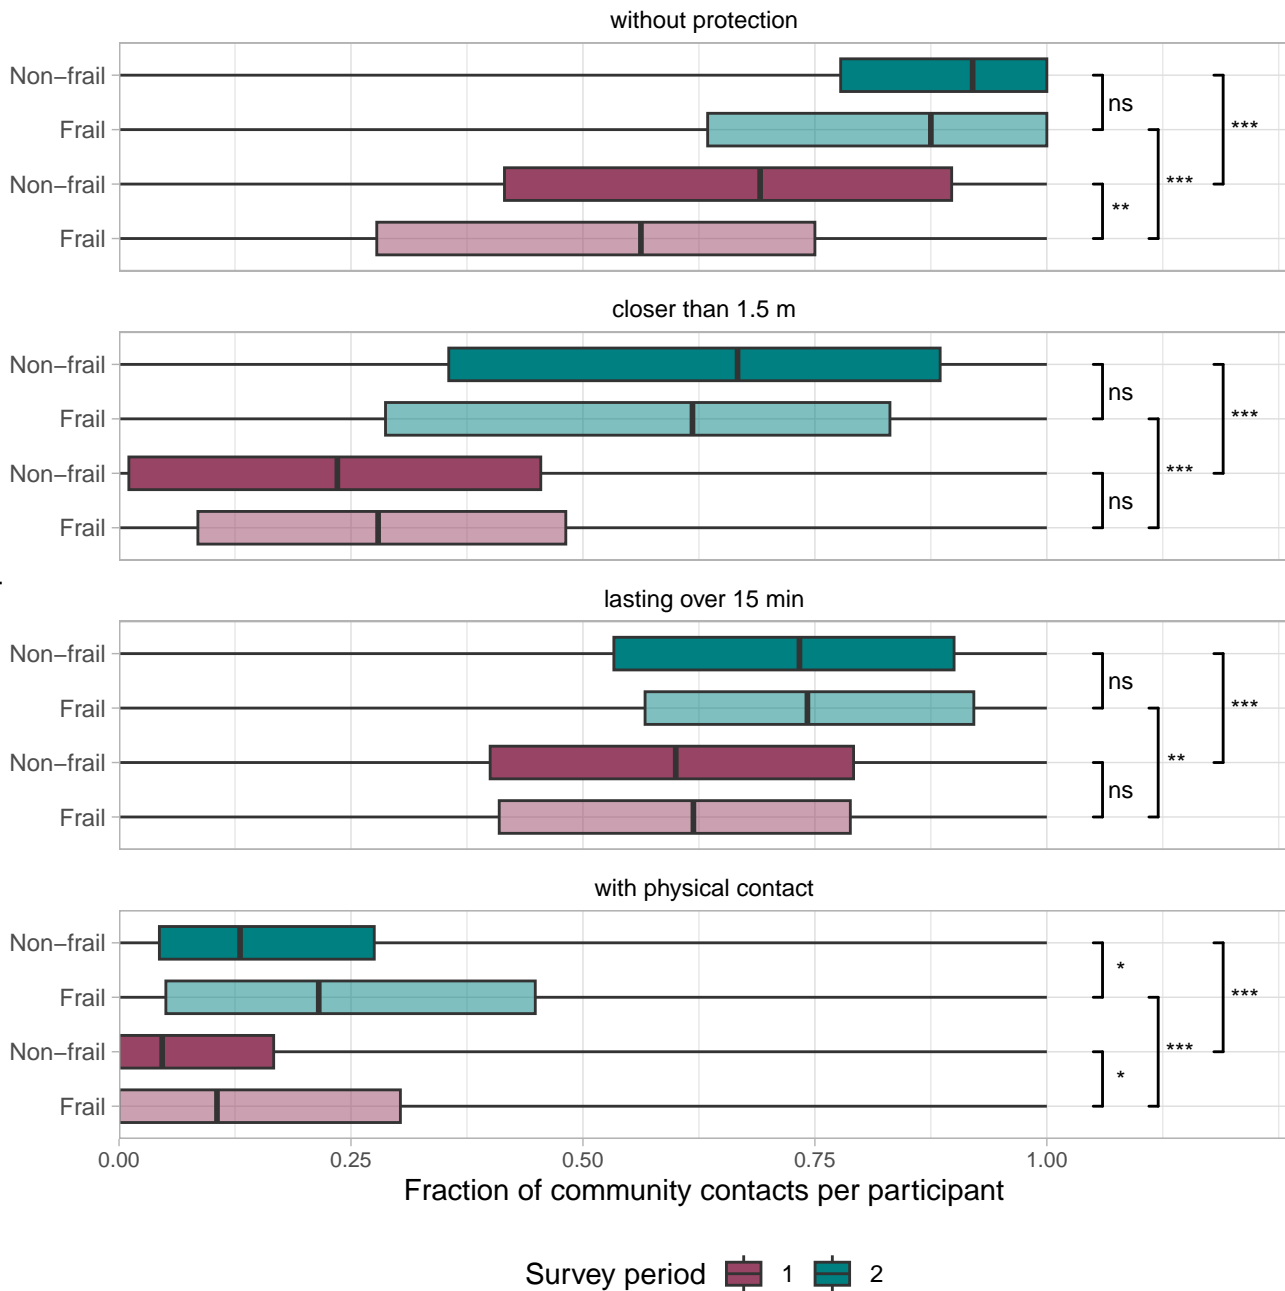 without protection
Non−frail
ns
Frail
***
***
Non−frail
**
Frail
closer than 1.5 m
Non−frail
ns
Frail
***
***
Non−frail
ns
Frail
lasting over 15 min
Non−frail
ns
Frail
***
**
Non−frail
ns
Frail
with physical contact
Non−frail
*
Frail
***
***
Non−frail
*
Frail
0.00 0.25 0.50 0.75 1.00
Fraction of community contacts per participant
Survey period 1 2